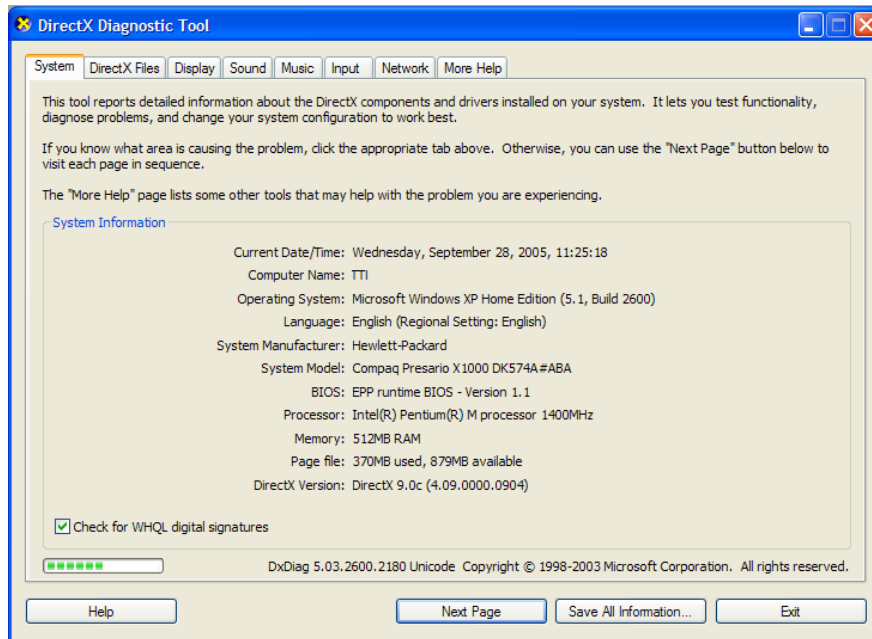 DirectX Diagnostic Tool
System DirectX Files Display Sound Music Input Network More Help
This tool reports detailed information about the DirectX components and drivers installed on your system. It lets you test functionality,
diagnose problems, and change your system configuration to work best.
If you know what area is causing the problem, click the appropriate tab above. Otherwise, you can use the "Next Page" button below to
visit each page in sequence.
The "More Help" page lists some other tools that may help with the problem you are experiencing.
System Information
Current Date/Time: Wednesday, September 28, 2005, 11:25:18
Computer Name: TTI
Operating System: Microsoft Windows XP Home Edition (5.1, Build 2600)
Language: English (Regional Setting: English)
System Manufacturer: Hewlett-Packard
System Model: Compaq Presario X1000 DK574A#ABA
BIOS: EPP runtime BIOS - Version 1.1
Processor: Intel(R) Pentium(R) M processor 1400MHz
Memory: 512MB RAM
Page file: 370MB used, 879MB available
DirectX Version: DirectX 9.0c (4.09.0000.0904)
Check for WHQL digital signatures
DxDiag 5.03.2600.2180 Unicode Copyright © 1998-2003 Microsoft Corporation. All rights reserved.
Help Next Page Save All Information... Exit